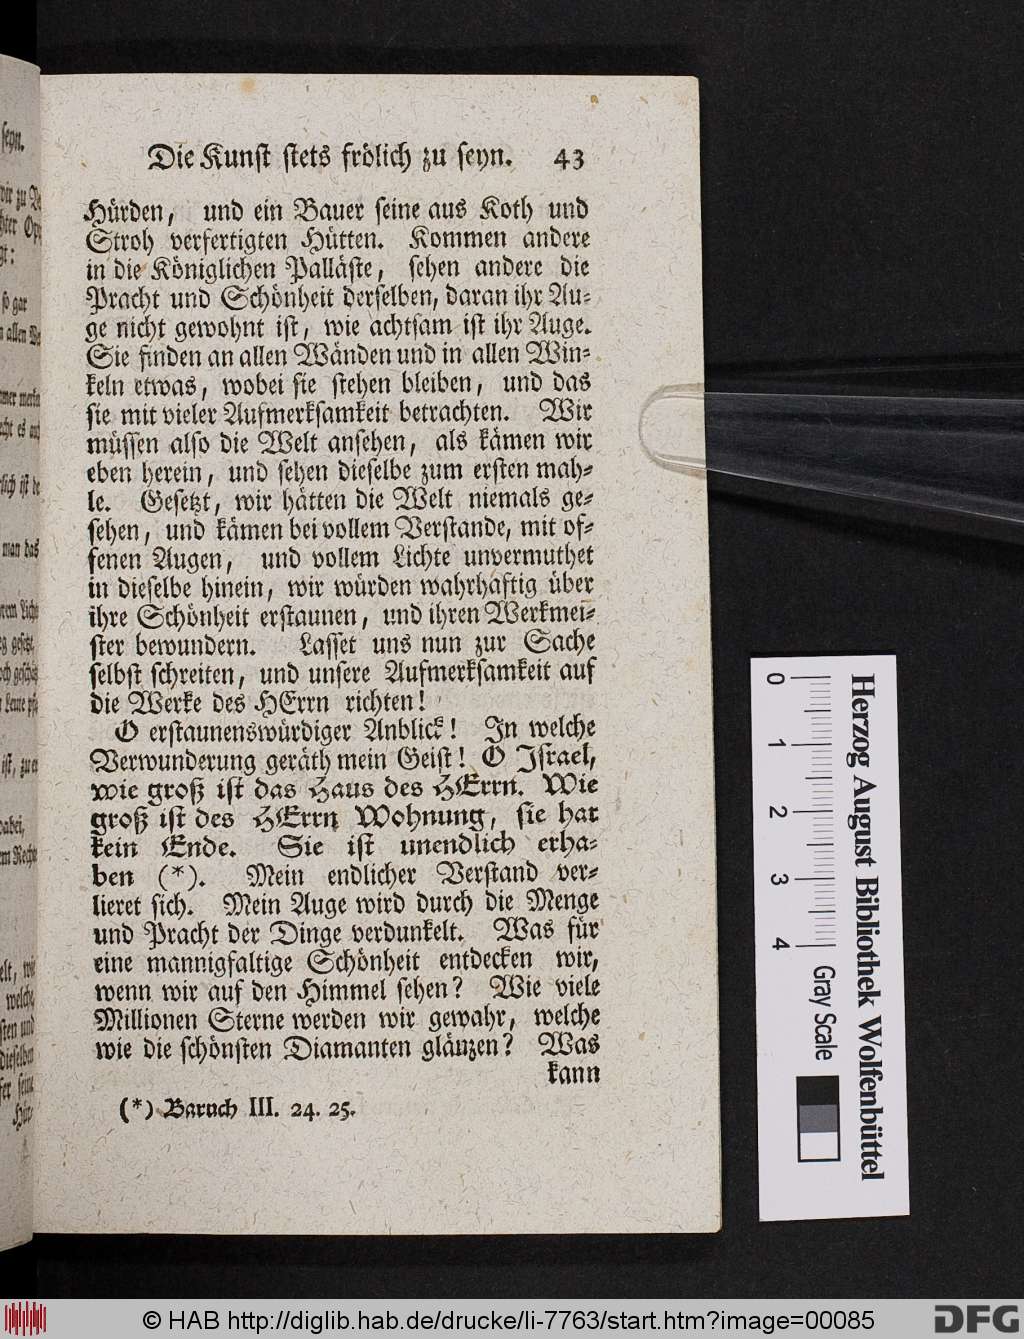 Die Kunst stets frölich zu seyn. 43
Hürden, und ein Bauer seine aus Koth und
Stroh verfertigten Hütten. Kommen andere
in die Königlichen Palläste, sehen andere die
Pracht und Schönheit derselben, daran ihr Au-
ge nicht gewohnt ist, wie achtsam ist ihr Auge.
Sie finden an allen Wänden und in allen Win-
keln etwas, wobei sie stehen bleiben, und das
sie mit vieler Aufmerksamkeit betrachten. Wir
müssen also die Welt ansehen, als kämen wir
eben herein, und sehen dieselbe zum ersten mah-
le. Gesetzt, wir hätten die Welt niemals ge-
sehen, und kämen bei vollem Verstande, mit of-
fenen Augen, und vollem Lichte unvermuthet
in dieselbe hinein, wir würden wahrhaftig über
ihre Schönheit erstaunen, und ihren Werkmei-
ster bewundern. Lasset uns nun zur Sache
selbst schreiten, und unsere Aufmerksamkeit auf
die Werke des HErrn richten!
O erstaunenswürdiger Anblick! In welche
Verwunderung geräth mein Geist! O Israel,
wie groß ist das Haus des HErrn. Wie
groß ist des HErrn Wohnung, sie hat
kein Ende. Sie ist unendlich erha-
ben (*). Mein endlicher Verstand ver-
lieret sich. Mein Auge wird durch die Menge
und Pracht der Dinge verdunkelt. Was für
eine mannigfaltige Schönheit entdecken wir,
wenn wir auf den Himmel sehen? Wie viele
Millionen Sterne werden wir gewahr, welche
wie die schönsten Diamanten glänzen? Was
kann
(*) Baruch III. 24. 25.
0 1 2 3 4 Gray Scale
Herzog August Bibliothek Wolfenbüttel
© HAB http://diglib.hab.de/drucke/li-7763/start.htm?image=00085
DFG